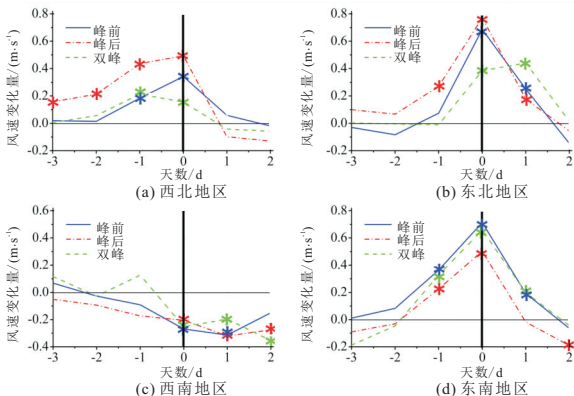 风速变化量/(m·s⁻¹)
0.8
0.6
0.4
0.2
0.0
-0.2
峰前
峰后
双峰
-3 -2 -1 0 1 2
天数/d
(a) 西北地区
风速变化量/(m·s⁻¹)
0.8
0.6
0.4
0.2
0.0
-0.2
峰前
峰后
双峰
-3 -2 -1 0 1 2
天数/d
(b) 东北地区
风速变化量/(m·s⁻¹)
0.6
0.4
0.2
0.0
-0.2
-0.4
峰前
峰后
双峰
-3 -2 -1 0 1 2
天数/d
(c) 西南地区
风速变化量/(m·s⁻¹)
0.8
0.6
0.4
0.2
0.0
-0.2
峰前
峰后
双峰
-3 -2 -1 0 1 2
天数/d
(d) 东南地区